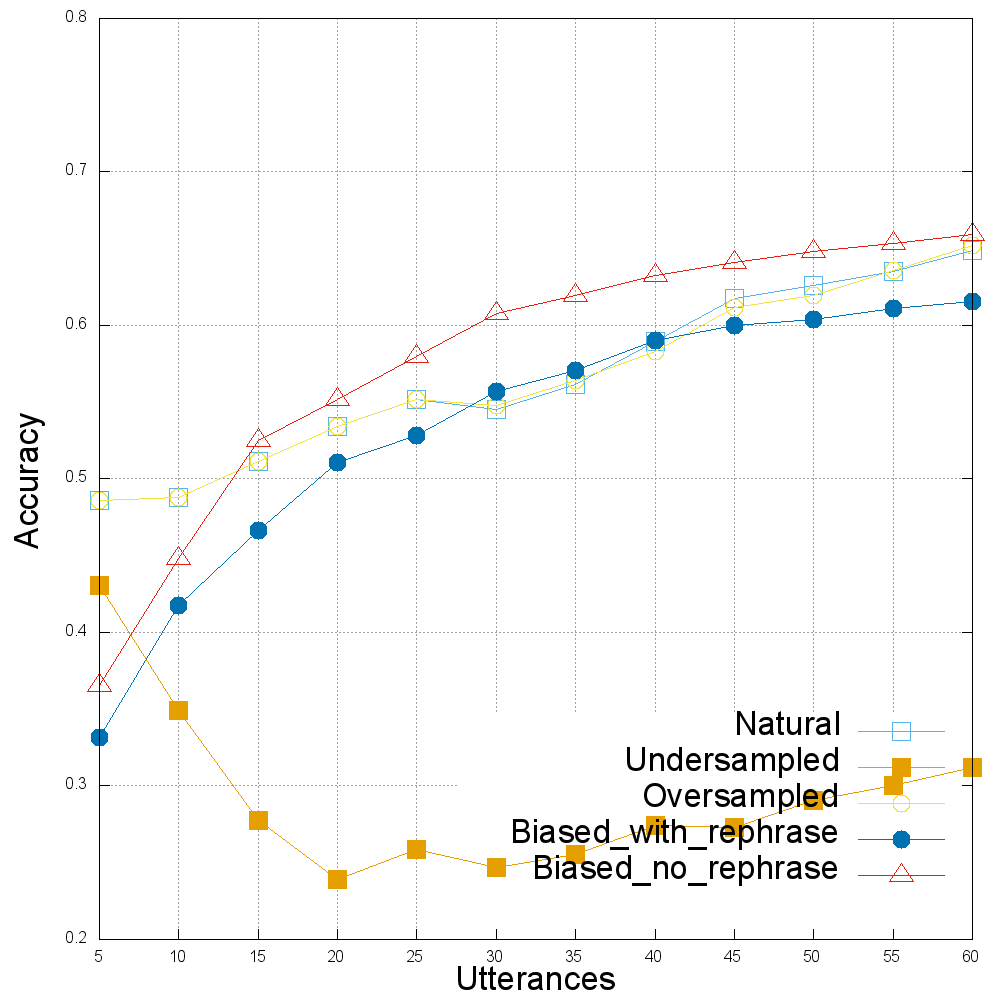 0.8
0.7
0.6
0.5
0.4
0.3
0.2
Accuracy
Natural
Undersampled
Oversampled
Biased_with_rephrase
Biased_no_rephrase
5 10 15 20 25 30 35 40 45 50 55 60
Utterances